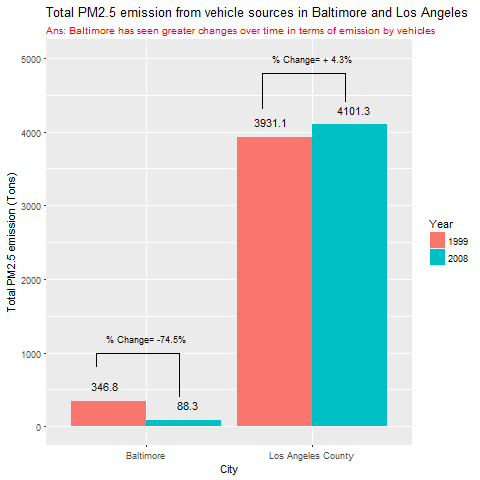 Total PM2.5 emission from vehicle sources in Baltimore and Los Angeles
Ans: Baltimore has seen greater changes over time in terms of emission by vehicles
Total PM2.5 emission (Tons)
5000
4000
3000
2000
1000
0
% Change= + 4.3%
3931.1
4101.3
% Change= -74.5%
346.8
88.3
Baltimore
Los Angeles County
City
Year
1999
2008